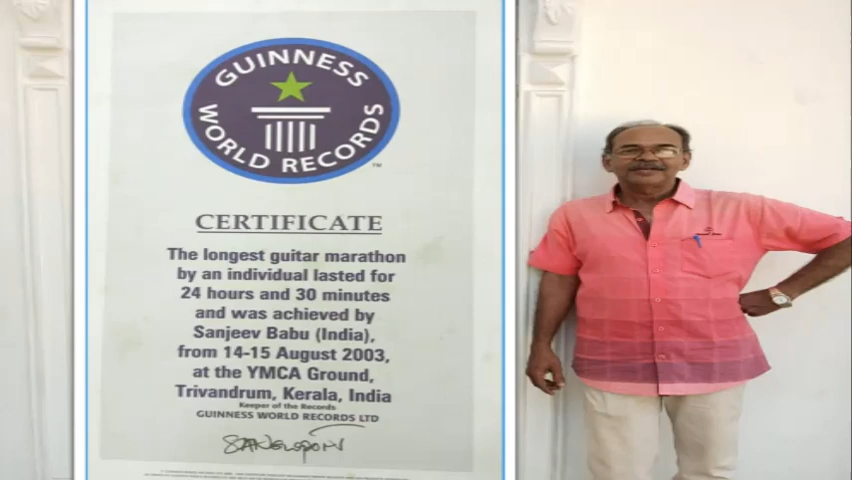 GUINNESS
WORLD RECORDS
TM
CERTIFICATE
The longest guitar marathon
by an individual lasted for
24 hours and 30 minutes
and was achieved by
Sanjeev Babu (India),
from 14-15 August 2003,
at the YMCA Ground,
Trivandrum, Kerala, India
Keeper of the Records
GUINNESS WORLD RECORDS LTD